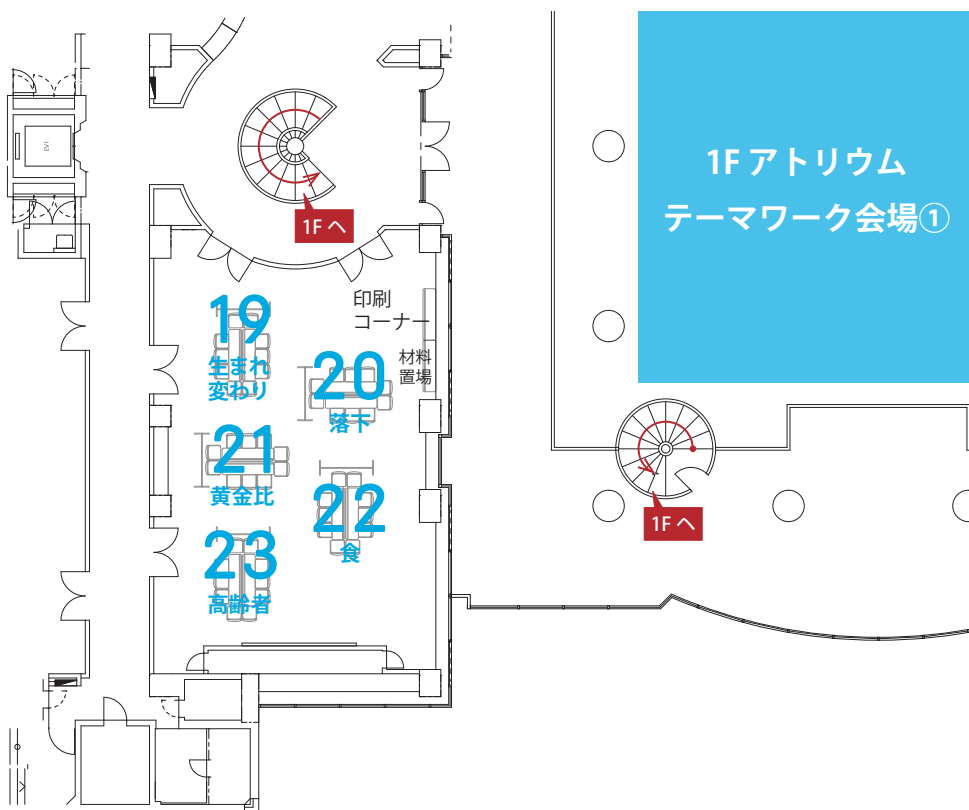 EV1
1F アトリウム
テーマワーク会場①
1F へ
印刷
コーナー
材料
置場
19
生まれ
変わり
20
落下
21
黄金比
22
食
23
高齢者
1F へ